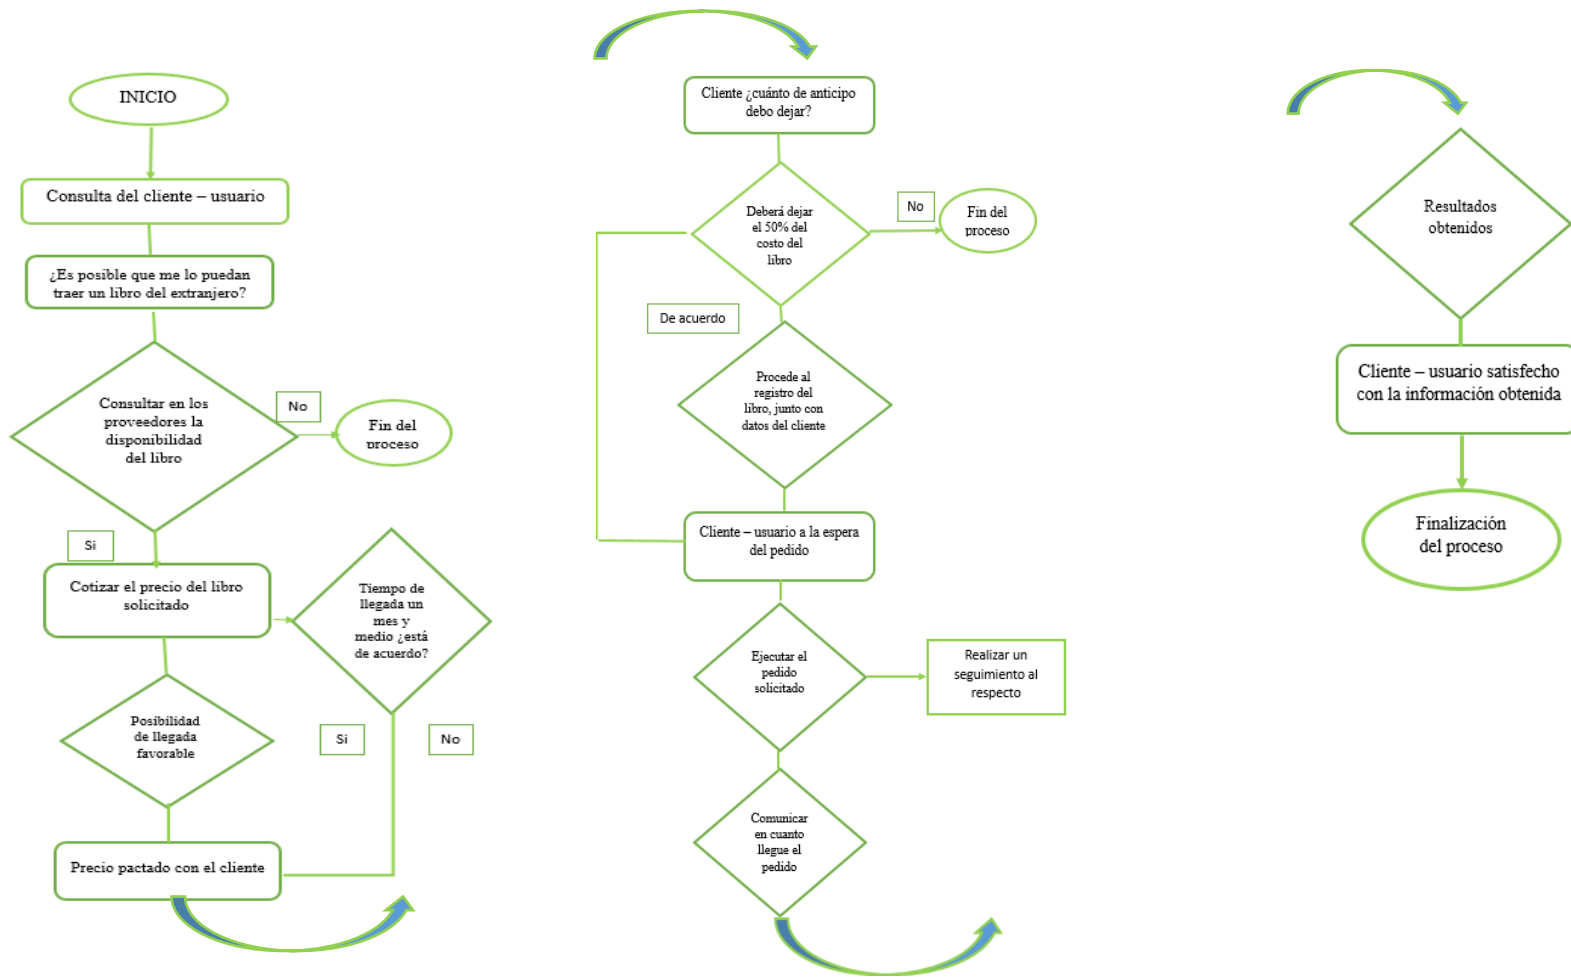 INICIO
Consulta del cliente – usuario
¿Es posible que me lo puedan
traer un libro del extranjero?
Consultar en los
proveedores la
disponibilidad
del libro
No
Fin del
proceso
Si
Cotizar el precio del libro
solicitado
Tiempo de
llegada un
mes y
medio ¿está
de acuerdo?
Posibilidad
de llegada
favorable
Si
No
Precio pactado con el cliente
Cliente ¿cuánto de anticipo
debo dejar?
Deberá dejar
el 50% del
costo del
libro
No
Fin del
proceso
De acuerdo
Procede al
registro del
libro, junto con
datos del cliente
Cliente – usuario a la espera
del pedido
Ejecutar el
pedido
solicitado
Realizar un
seguimiento al
respecto
Comunicar
en cuanto
llegue el
pedido
Resultados
obtenidos
Cliente – usuario satisfecho
con la información obtenida
Finalización
del proceso